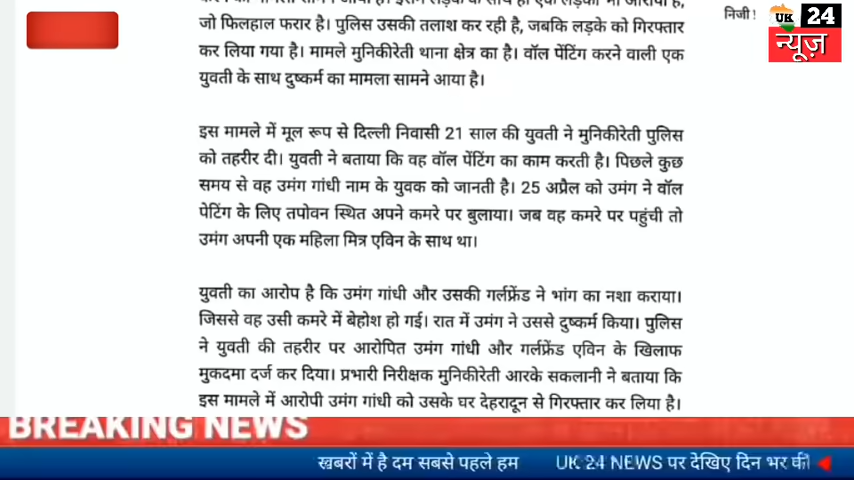 जो फिलहाल फरार है। पुलिस उसकी तलाश कर रही है, जबकि लड़के को गिरफ्तार
कर लिया गया है। मामले मुनिकीरेती थाना क्षेत्र का है। वॉल पेंटिंग करने वाली एक
युवती के साथ दुष्कर्म का मामला सामने आया है।
इस मामले में मूल रूप से दिल्ली निवासी 21 साल की युवती ने मुनिकीरेती पुलिस
को तहरीर दी। युवती ने बताया कि वह वॉल पेंटिंग का काम करती है। पिछले कुछ
समय से वह उमंग गांधी नाम के युवक को जानती है। 25 अप्रैल को उमंग ने वॉल
पेटिंग के लिए तपोवन स्थित अपने कमरे पर बुलाया। जब वह कमरे पर पहुंची तो
उमंग अपनी एक महिला मित्र एविन के साथ था।
युवती का आरोप है कि उमंग गांधी और उसकी गर्लफ्रेंड ने भांग का नशा कराया।
जिससे वह उसी कमरे में बेहोश हो गई। रात में उमंग ने उससे दुष्कर्म किया। पुलिस
ने युवती की तहरीर पर आरोपित उमंग गांधी और गर्लफ्रेंड एविन के खिलाफ
मुकदमा दर्ज कर दिया। प्रभारी निरीक्षक मुनिकीरेती आरके सकलानी ने बताया कि
इस मामले में आरोपी उमंग गांधी को उसके घर देहरादून से गिरफ्तार कर लिया है।
निजी
UK 24
न्यूज़
BREAKING NEWS
ख़बरों में है दम सबसे पहले हम UK 24 NEWS पर देखिए दिन भर की